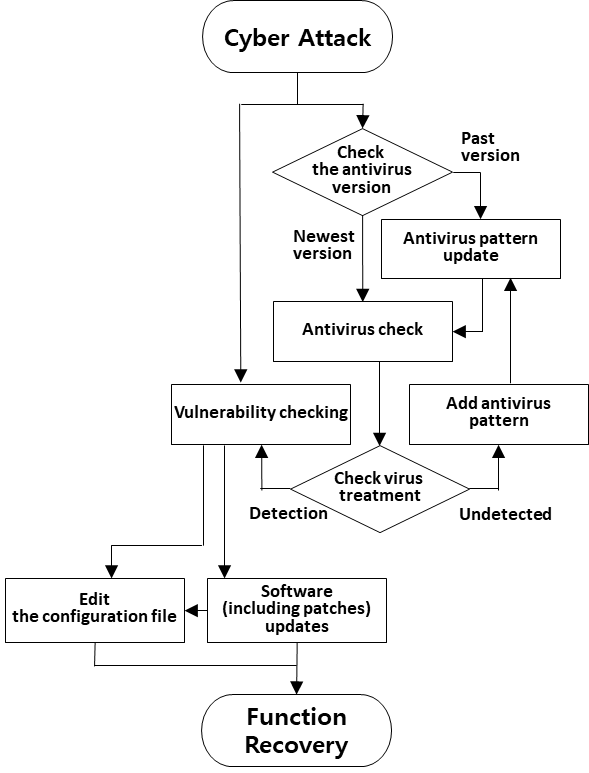 Cyber Attack
Check
the antivirus
version
Past
version
Newest
version
Antivirus pattern
update
Antivirus check
Vulnerability checking
Add antivirus
pattern
Check virus
treatment
Detection
Undetected
Edit
the configuration file
Software
(including patches)
updates
Function
Recovery